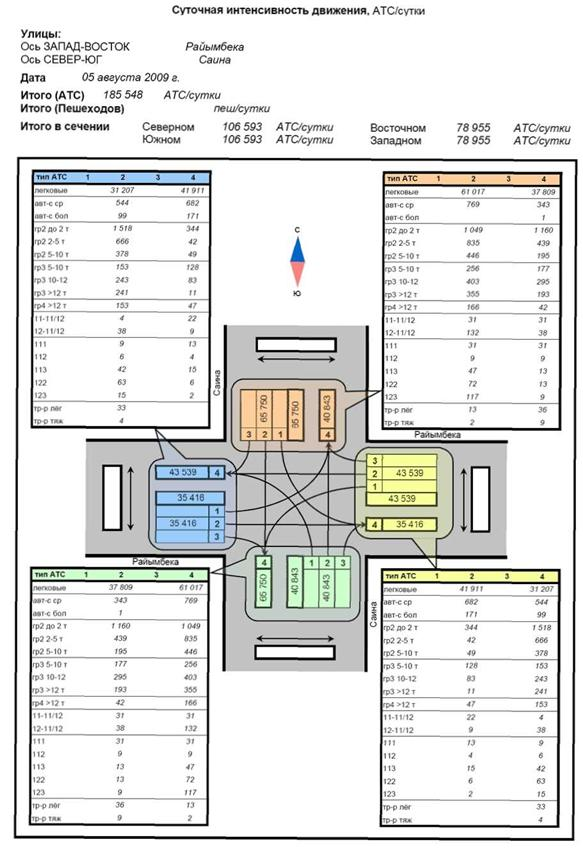 Суточная интенсивность движения, АТС/сутки
Улицы:
Ось ЗАПАД-ВОСТОК Райымбека
Ось СЕВЕР-ЮГ Саина
Дата 05 августа 2009 г.
Итого (АТС) 185 548 АТС/сутки
Итого (Пешеходов) пеш/сутки
Итого в сечении Северном 106 593 АТС/сутки Восточном 78 955 АТС/сутки
Южном 106 593 АТС/сутки Западном 78 955 АТС/сутки
тип АТС 1 2 3 4
легковые 31 207 41 911
авт-с ср 544 682
авт-с бол 99 171
гр2 до 2 т 1 518 344
гр2 2-5 т 666 42
гр2 5-10 т 378 49
гр3 5-10 т 153 128
гр3 10-12 243 83
гр3 >12 т 241 11
гр4 >12 т 153 47
11-11/12 4 22
12-11/12 38 9
111 9 13
112 6 4
113 42 15
122 63 6
123 15 2
тр-р лёг 33
тр-р тяж 4
тип АТС 1 2 3 4
легковые 61 017 37 809
авт-с ср 769 343
авт-с бол 1
гр2 до 2 т 1 049 1 160
гр2 2-5 т 835 439
гр2 5-10 т 446 195
гр3 5-10 т 256 177
гр3 10-12 403 295
гр3 >12 т 355 193
гр4 >12 т 166 42
11-11/12 31 31
12-11/12 132 38
111 31 31
112 9 9
113 47 13
122 72 13
123 117 9
тр-р лёг 13 36
тр-р тяж 2 9
С
Ю
Саина
Райымбека
65 750 65 750 40 843
3 2 1 4
43 539 4
35 416
1
35 416 2
3
3
2 43 539
1
43 539
4 35 416
Райымбека
4 1 2 3
65 750 40 843 40 843
Саина
тип АТС 1 2 3 4
легковые 37 809 61 017
авт-с ср 343 769
авт-с бол 1
гр2 до 2 т 1 160 1 049
гр2 2-5 т 439 835
гр2 5-10 т 195 446
гр3 5-10 т 177 256
гр3 10-12 295 403
гр3 >12 т 193 355
гр4 >12 т 42 166
11-11/12 31 31
12-11/12 38 132
111 31 31
112 9 9
113 13 47
122 13 72
123 9 117
тр-р лёг 36 13
тр-р тяж 9 2
тип АТС 1 2 3 4
легковые 41 911 31 207
авт-с ср 682 544
авт-с бол 171 99
гр2 до 2 т 344 1 518
гр2 2-5 т 42 666
гр2 5-10 т 49 378
гр3 5-10 т 128 153
гр3 10-12 83 243
гр3 >12 т 11 241
гр4 >12 т 47 153
11-11/12 22 4
12-11/12 9 38
111 13 9
112 4 6
113 15 42
122 6 63
123 2 15
тр-р лёг 33
тр-р тяж 4